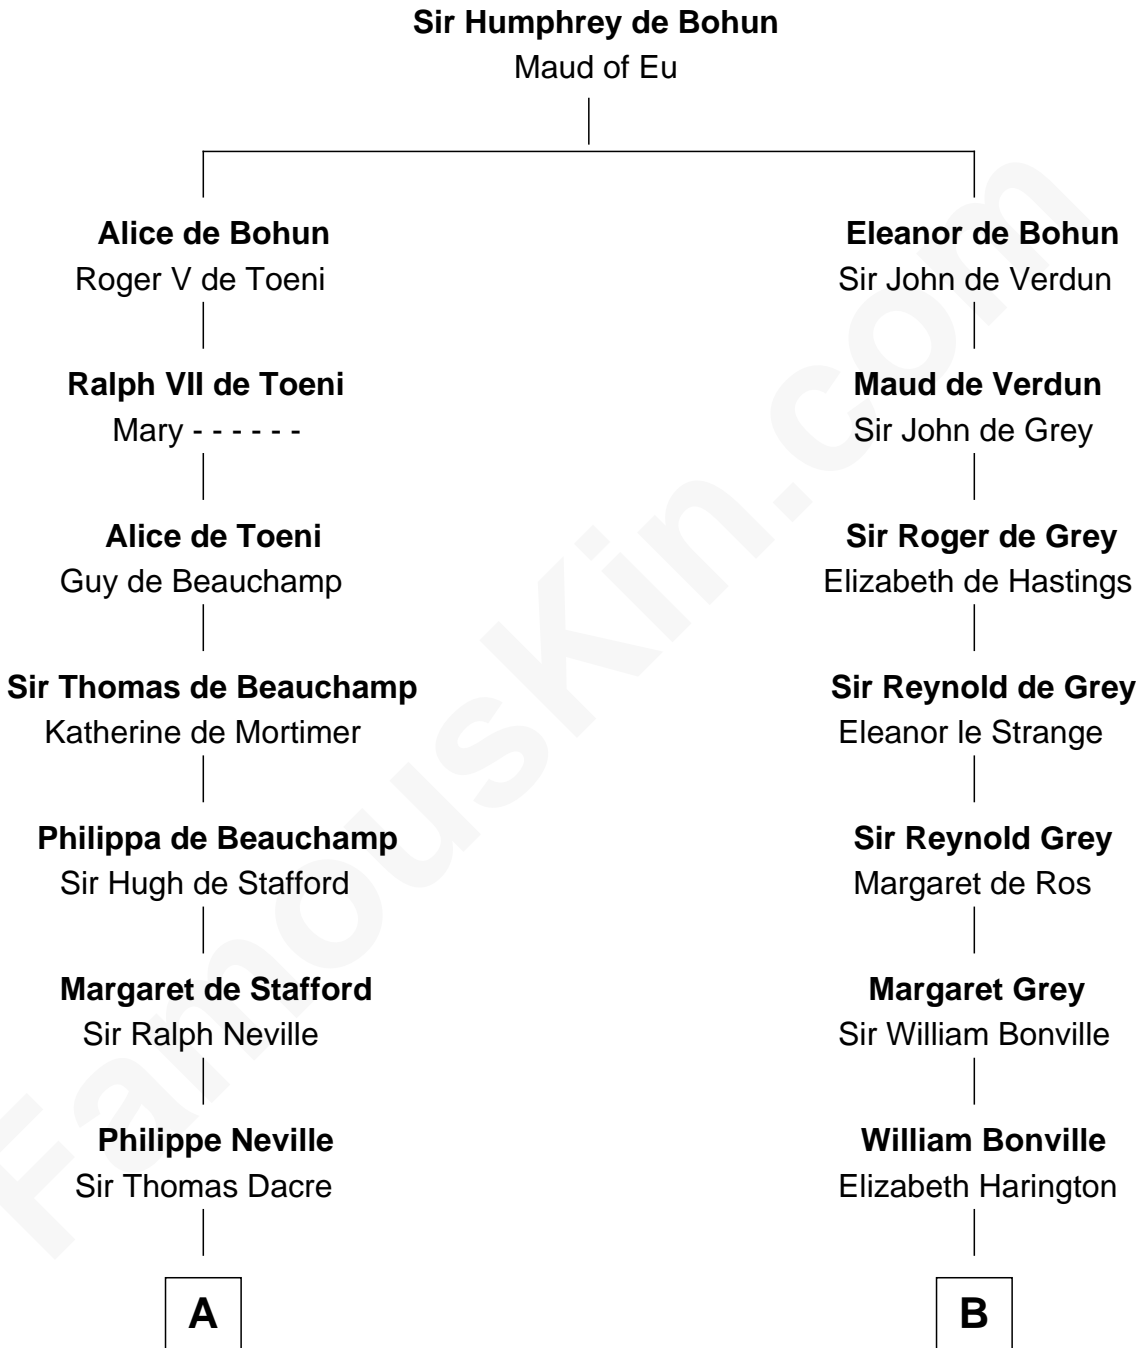 Sir Humphrey de Bohun
Maud of Eu
Alice de Bohun
Roger V de Toeni
Ralph VII de Toeni
Mary - - - - - -
Alice de Toeni
Guy de Beauchamp
Sir Thomas de Beauchamp
Katherine de Mortimer
Philippa de Beauchamp
Sir Hugh de Stafford
Margaret de Stafford
Sir Ralph Neville
Philippe Neville
Sir Thomas Dacre
A
Eleanor de Bohun
Sir John de Verdun
Maud de Verdun
Sir John de Grey
Sir Roger de Grey
Elizabeth de Hastings
Sir Reynold de Grey
Eleanor le Strange
Sir Reynold Grey
Margaret de Ros
Margaret Grey
Sir William Bonville
William Bonville
Elizabeth Harington
B
FamousKin.com